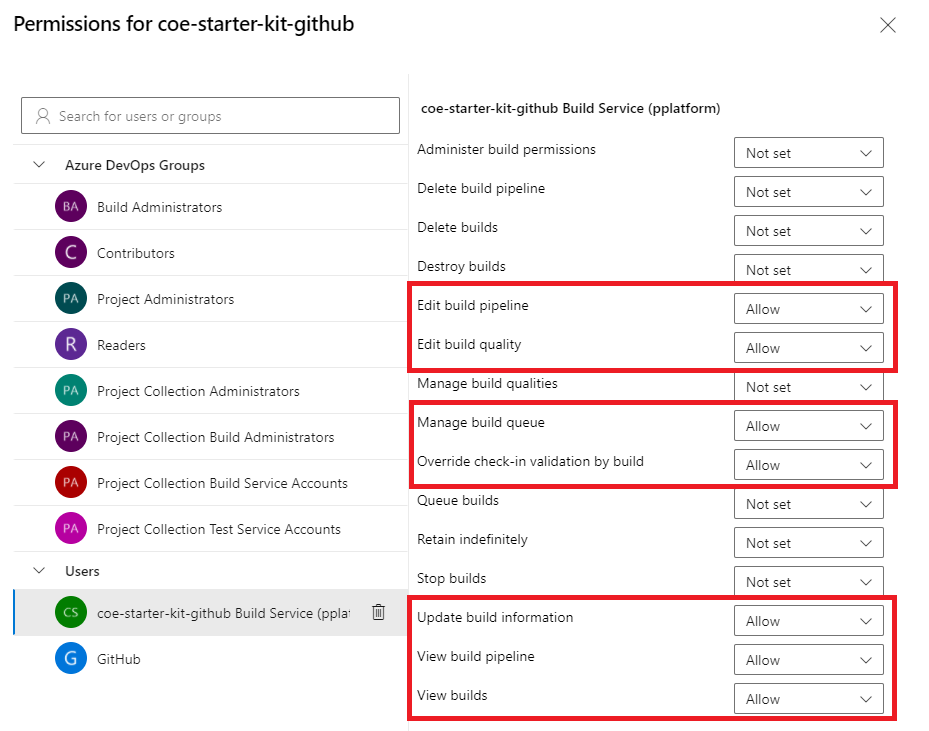 Permissions for coe-starter-kit-github
Search for users or groups
Azure DevOps Groups
BA Build Administrators
C Contributors
PA Project Administrators
R Readers
PA Project Collection Administrators
PA Project Collection Build Administrators
PA Project Collection Build Service Accounts
PA Project Collection Test Service Accounts
Users
CS coe-starter-kit-github Build Service (pplat
G GitHub
coe-starter-kit-github Build Service (pplatform)
Administer build permissions Not set
Delete build pipeline Not set
Delete builds Not set
Destroy builds Not set
Edit build pipeline Allow
Edit build quality Allow
Manage build qualities Not set
Manage build queue Allow
Override check-in validation by build Allow
Queue builds Not set
Retain indefinitely Not set
Stop builds Not set
Update build information Allow
View build pipeline Allow
View builds Allow